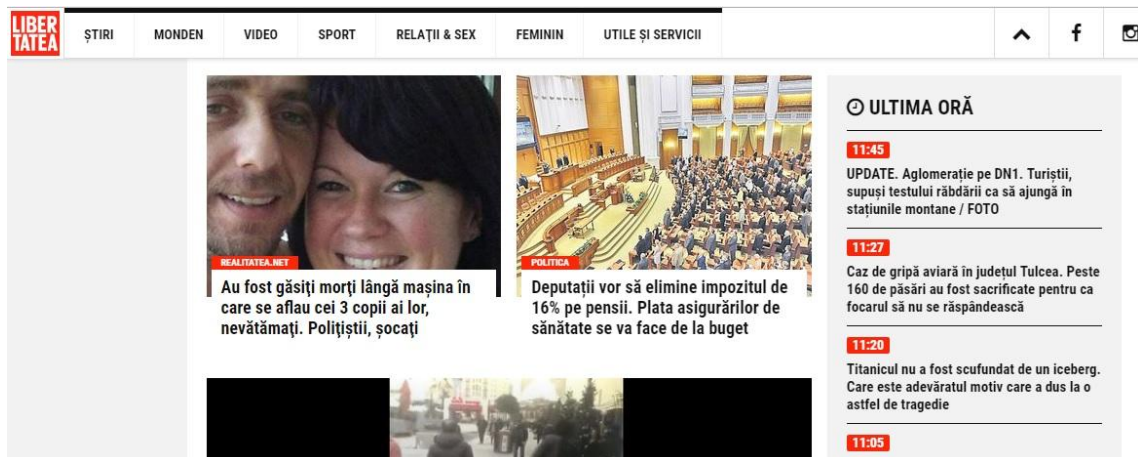 LIBER
TATEA
ȘTIRI
MONDEN
VIDEO
SPORT
RELAȚII & SEX
FEMININ
UTILE ȘI SERVICII
REALITATEA.NET
Au fost găsiţi morţi lângă mașina în
care se aflau cei 3 copii ai lor,
nevătămaţi. Poliţiștii, șocaţi
POLITICA
Deputații vor să elimine impozitul de
16% pe pensii. Plata asigurărilor de
sănătate se va face de la buget
ULTIMA ORĂ
11:45
UPDATE. Aglomerație pe DN1. Turiștii,
supuși testului răbdării ca să ajungă în
stațiunile montane / FOTO
11:27
Caz de gripă aviară în județul Tulcea. Peste
160 de păsări au fost sacrificate pentru ca
focarul să nu se răspândească
11:20
Titanicul nu a fost scufundat de un iceberg.
Care este adevăratul motiv care a dus la o
astfel de tragedie
11:05